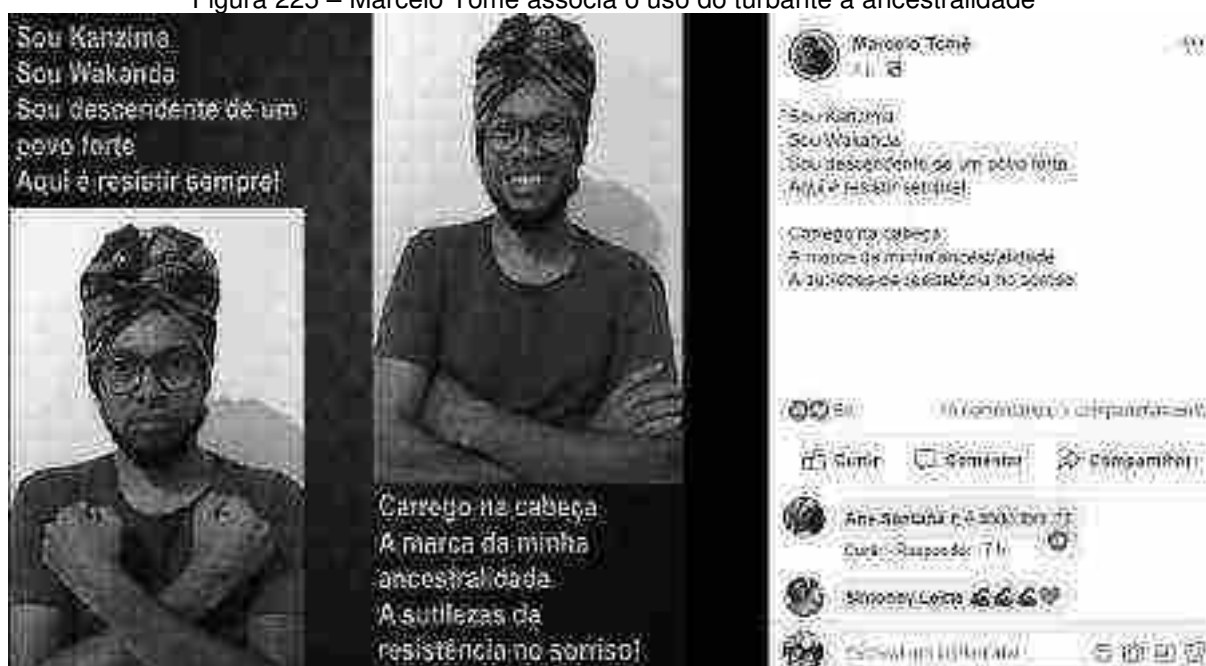 Figura 225 – Marcelo Tomé associa o uso do turbante à ancestralidade
Sou Kanzima
Sou Wakanda
Sou descendente de um
povo forte
Aqui é resistir sempre!
Carrego na cabeça
A marca da minha
ancestralidade
A sutilezas da
resistência no sorriso!
Marcelo Tomé
Sou Kanzima
Sou Wakanda
Sou descendente de um povo forte
Aqui é resistir sempre!
Carrego na cabeça
A marca da minha ancestralidade
A sutilezas da resistência no sorriso
Curtir Comentar Compartilhar
Ana Santana
Curtir Responder 7 h